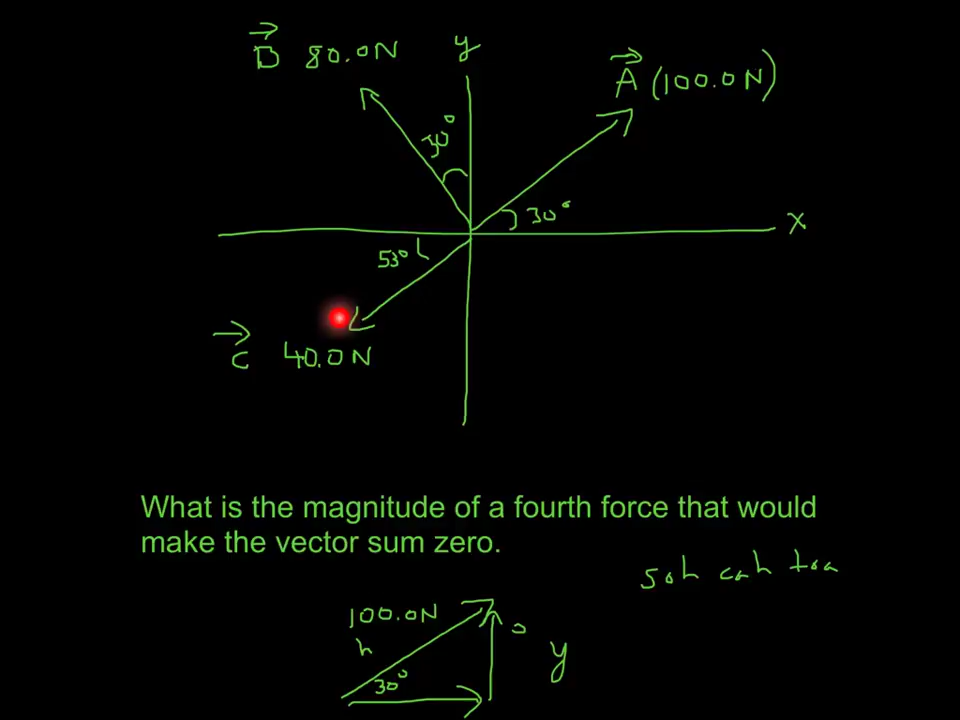 B 80.0N
y
A (100.0N)
30°
30°
x
53°
C 40.0N
What is the magnitude of a fourth force that would
make the vector sum zero.
soh cah toa
100.0N
h
o
y
30°